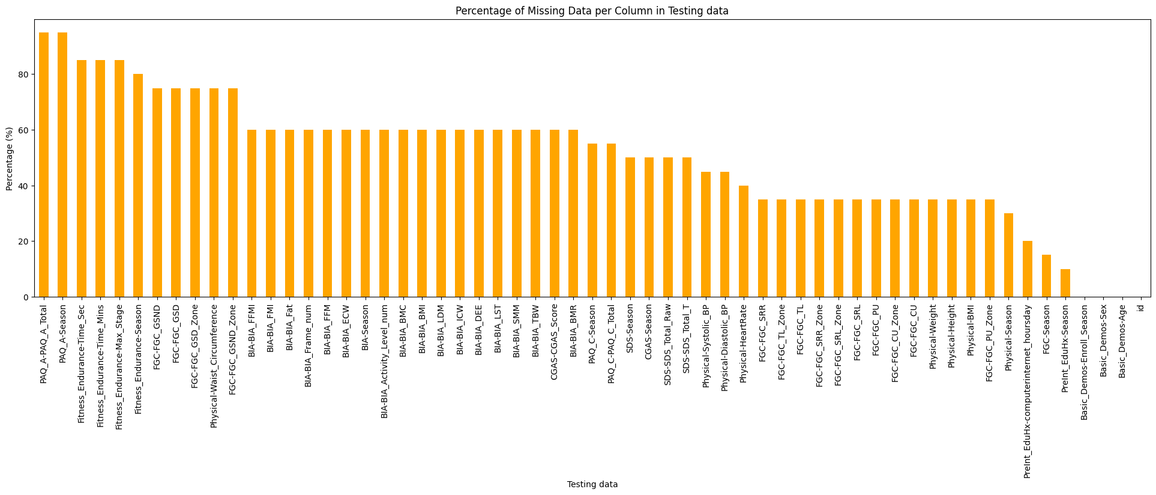 Percentage of Missing Data per Column in Testing data
Percentage (%)
80
60
40
20
0
PAQ_A-PAQ_A_Total
PAQ_A-Season
Fitness_Endurance-Time_Sec
Fitness_Endurance-Time_Mins
Fitness_Endurance-Max_Stage
Fitness_Endurance-Season
FGC-FGC_GSND
FGC-FGC_GSD
FGC-FGC_GSD_Zone
Physical-Waist_Circumference
FGC-FGC_GSND_Zone
BIA-BIA_FFMI
BIA-BIA_FMI
BIA-BIA_Fat
BIA-BIA_Frame_num
BIA-BIA_FFM
BIA-BIA_ECW
BIA-Season
BIA-BIA_Activity_Level_num
BIA-BIA_BMC
BIA-BIA_BMI
BIA-BIA_LDM
BIA-BIA_ICW
BIA-BIA_DEE
BIA-BIA_LST
BIA-BIA_SMM
BIA-BIA_TBW
CGAS-CGAS_Score
BIA-BIA_BMR
PAQ_C-Season
PAQ_C-PAQ_C_Total
SDS-Season
CGAS-Season
SDS-SDS_Total_Raw
SDS-SDS_Total_T
Physical-Systolic_BP
Physical-Diastolic_BP
Physical-HeartRate
FGC-FGC_SRR
FGC-FGC_TL_Zone
FGC-FGC_TL
FGC-FGC_SRR_Zone
FGC-FGC_SRL_Zone
FGC-FGC_SRL
FGC-FGC_PU
FGC-FGC_CU_Zone
FGC-FGC_CU
Physical-Weight
Physical-Height
Physical-BMI
FGC-FGC_PU_Zone
Physical-Season
PreInt_EduHx-computerinternet_hoursday
FGC-Season
PreInt_EduHx-Season
Basic_Demos-Enroll_Season
Basic_Demos-Sex
Basic_Demos-Age
id
Testing data